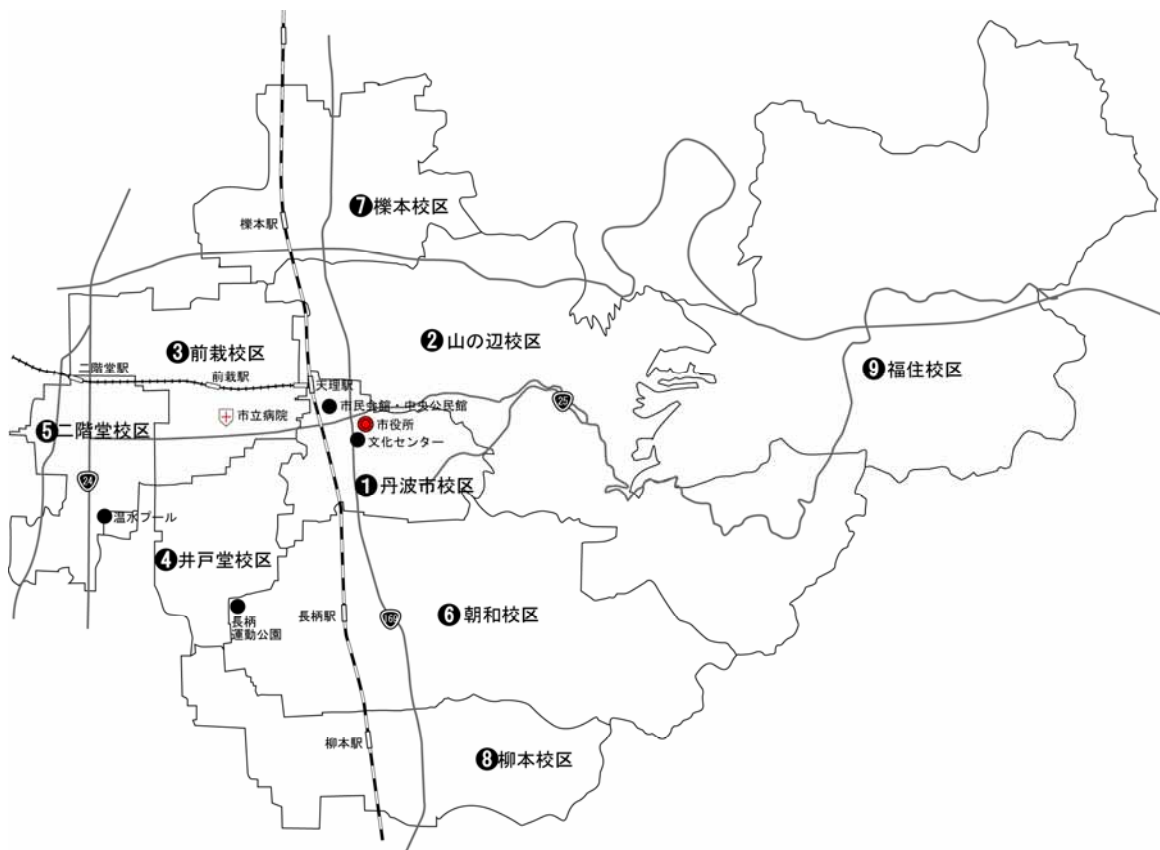 ❼櫟本校区
櫟本駅
❷山の辺校区
❸前栽校区
二階堂駅
前栽駅
天理駅
❾福住校区
市民会館・中央公民館
25
市立病院
市役所
❺二階堂校区
文化センター
24
❶丹波市校区
温水プール
❹井戸堂校区
長柄
運動公園
長柄駅
169
❻朝和校区
柳本駅
❽柳本校区